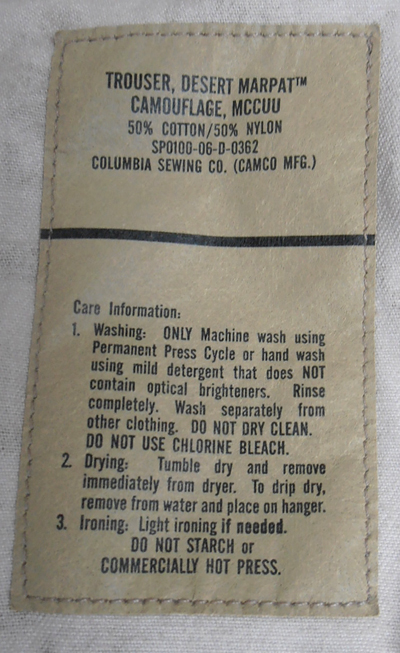 TROUSER, DESERT MARPAT™
CAMOUFLAGE, MCCUU
50% COTTON/50% NYLON
SPO100-06-D-0362
COLUMBIA SEWING CO. (CAMCO MFG.)
Care Information:
1. Washing: ONLY Machine wash using
Permanent Press Cycle or hand wash
using mild detergent that does NOT
contain optical brighteners. Rinse
completely. Wash separately from
other clothing. DO NOT DRY CLEAN.
DO NOT USE CHLORINE BLEACH.
2. Drying: Tumble dry and remove
immediately from dryer. To drip dry,
remove from water and place on hanger.
3. Ironing: Light ironing if needed.
DO NOT STARCH or
COMMERCIALLY HOT PRESS.